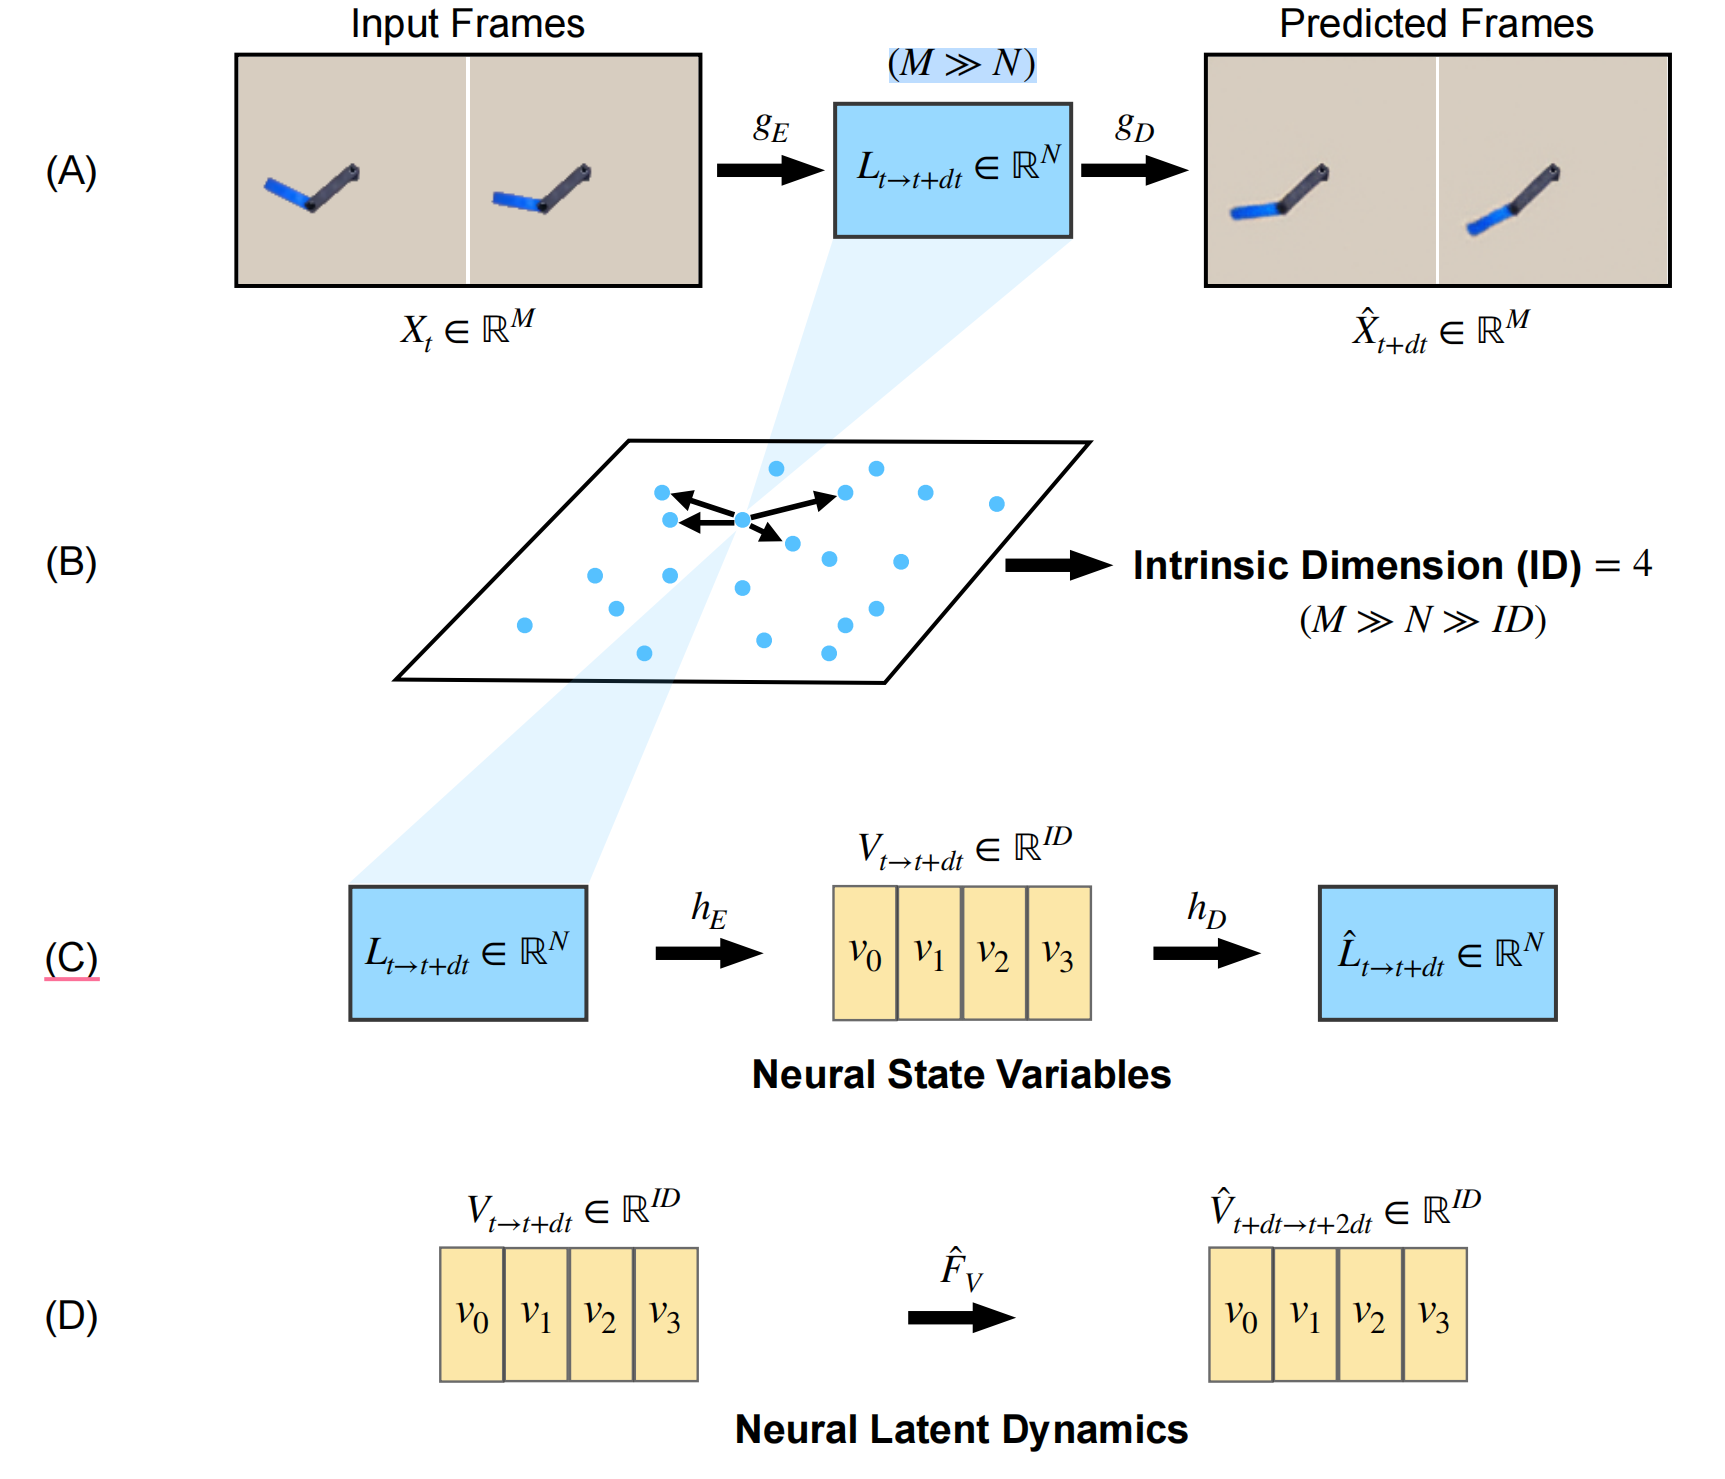 Input Frames
Predicted Frames
(M ≫ N)
(A)
g_E
L_{t→t+dt} ∈ ℝ^N
g_D
X_t ∈ ℝ^M
X̂_{t+dt} ∈ ℝ^M
(B)
Intrinsic Dimension (ID) = 4
(M ≫ N ≫ ID)
V_{t→t+dt} ∈ ℝ^{ID}
(C)
L_{t→t+dt} ∈ ℝ^N
h_E
v_0 v_1 v_2 v_3
h_D
L̂_{t→t+dt} ∈ ℝ^N
Neural State Variables
V_{t→t+dt} ∈ ℝ^{ID}
V̂_{t+dt→t+2dt} ∈ ℝ^{ID}
(D)
v_0 v_1 v_2 v_3
F̂_V
v_0 v_1 v_2 v_3
Neural Latent Dynamics